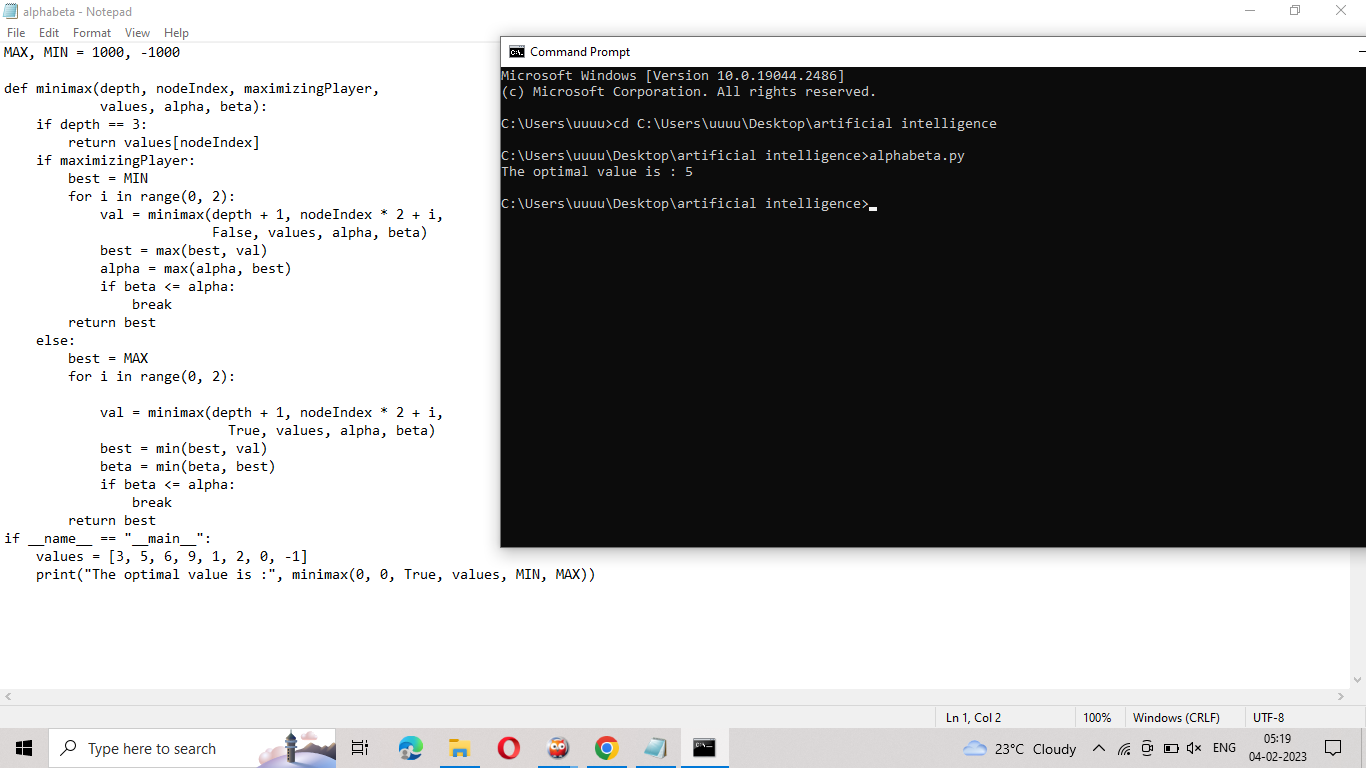 alphabeta - Notepad
File Edit Format View Help
MAX, MIN = 1000, -1000
def minimax(depth, nodeIndex, maximizingPlayer,
            values, alpha, beta):
    if depth == 3:
        return values[nodeIndex]
    if maximizingPlayer:
        best = MIN
        for i in range(0, 2):
            val = minimax(depth + 1, nodeIndex * 2 + i,
                          False, values, alpha, beta)
            best = max(best, val)
            alpha = max(alpha, best)
            if beta <= alpha:
                break
        return best
    else:
        best = MAX
        for i in range(0, 2):
            val = minimax(depth + 1, nodeIndex * 2 + i,
                            True, values, alpha, beta)
            best = min(best, val)
            beta = min(beta, best)
            if beta <= alpha:
                break
        return best
if __name__ == "__main__":
    values = [3, 5, 6, 9, 1, 2, 0, -1]
    print("The optimal value is :", minimax(0, 0, True, values, MIN, MAX))
Command Prompt
Microsoft Windows [Version 10.0.19044.2486]
(c) Microsoft Corporation. All rights reserved.
C:\Users\uuuu>cd C:\Users\uuuu\Desktop\artificial intelligence
C:\Users\uuuu\Desktop\artificial intelligence>alphabeta.py
The optimal value is : 5
C:\Users\uuuu\Desktop\artificial intelligence>
Ln 1, Col 2 100% Windows (CRLF) UTF-8
Type here to search
23°C Cloudy
ENG
05:19
04-02-2023